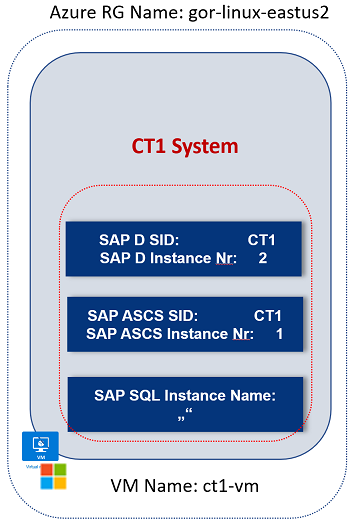 Azure RG Name: gor-linux-eastus2
CT1 System
SAP D SID: CT1
SAP D Instance Nr: 2
SAP ASCS SID: CT1
SAP ASCS Instance Nr: 1
SAP SQL Instance Name:
„“
VM
VM Name: ct1-vm